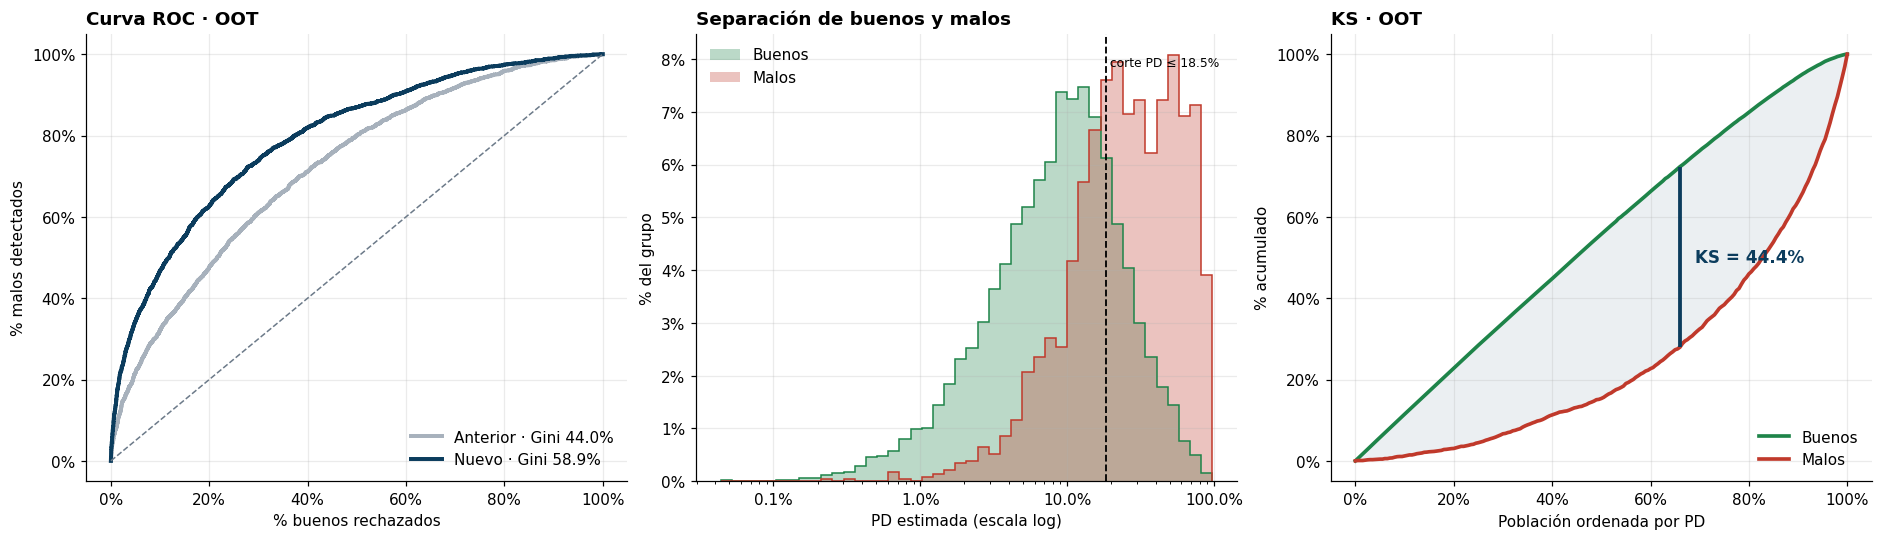 Curva ROC · OOT
% malos detectados
100%
80%
60%
40%
20%
0%
Anterior · Gini 44.0%
Nuevo · Gini 58.9%
0%
20%
40%
60%
80%
100%
% buenos rechazados
Separación de buenos y malos
Buenos
Malos
corte PD ≤ 18.5%
% del grupo
8%
7%
6%
5%
4%
3%
2%
1%
0%
0.1%
1.0%
10.0%
100.0%
PD estimada (escala log)
KS · OOT
% acumulado
100%
80%
60%
40%
20%
0%
KS = 44.4%
Buenos
Malos
0%
20%
40%
60%
80%
100%
Población ordenada por PD